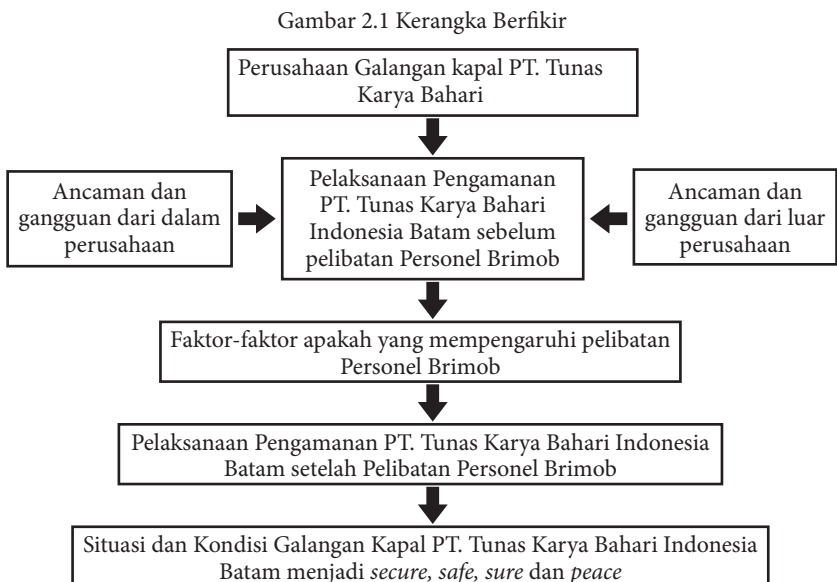 Gambar 2.1 Kerangka Berfikir
Perusahaan Galangan kapal PT. Tunas
Karya Bahari
Ancaman dan
gangguan dari dalam
perusahaan
Pelaksanaan Pengamanan
PT. Tunas Karya Bahari
Indonesia Batam sebelum
pelibatan Personel Brimob
Ancaman dan
gangguan dari luar
perusahaan
Faktor-faktor apakah yang mempengaruhi pelibatan
Personel Brimob
Pelaksanaan Pengamanan PT. Tunas Karya Bahari Indonesia
Batam setelah Pelibatan Personel Brimob
Situasi dan Kondisi Galangan Kapal PT. Tunas Karya Bahari Indonesia
Batam menjadi secure, safe, sure dan peace